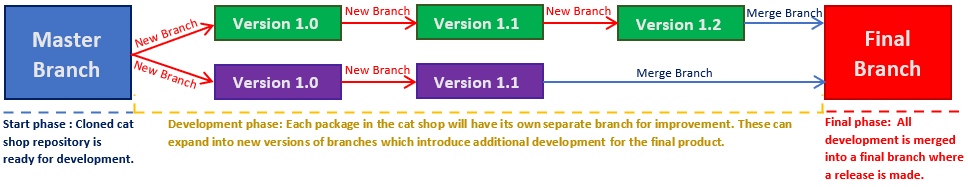 Master
Branch
New Branch
New Branch
Version 1.0
New Branch
Version 1.1
New Branch
Version 1.2
Merge Branch
Version 1.0
New Branch
Version 1.1
Merge Branch
Final
Branch
Start phase : Cloned cat
shop repository is
ready for development.
Development phase: Each package in the cat shop will have its own separate branch for improvement. These can
expand into new versions of branches which introduce additional development for the final product.
Final phase: All
development is merged
into a final branch where
a release is made.